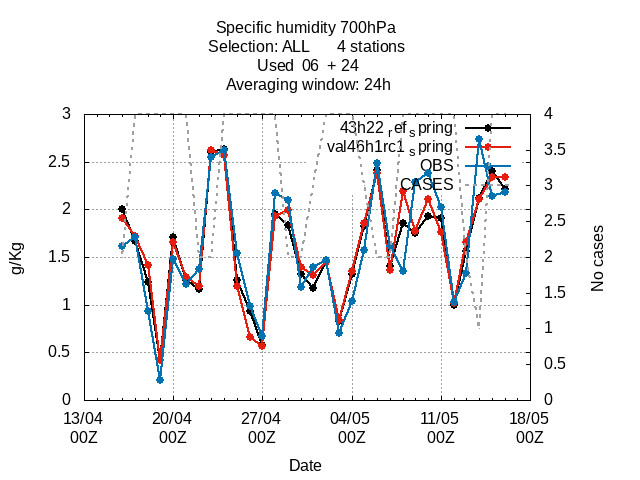 Specific humidity 700hPa
Selection: ALL 4 stations
Used 06 + 24
Averaging window: 24h
43h22 refspring
val46h1rc1 spring
OBS
CASES
3
2.5
2
1.5
1
0.5
0
4
3.5
3
2.5
2
1.5
1
0.5
0
g/Kg
No cases
13/04 20/04 27/04 04/05 11/05 18/05
00Z 00Z 00Z 00Z 00Z 00Z
Date